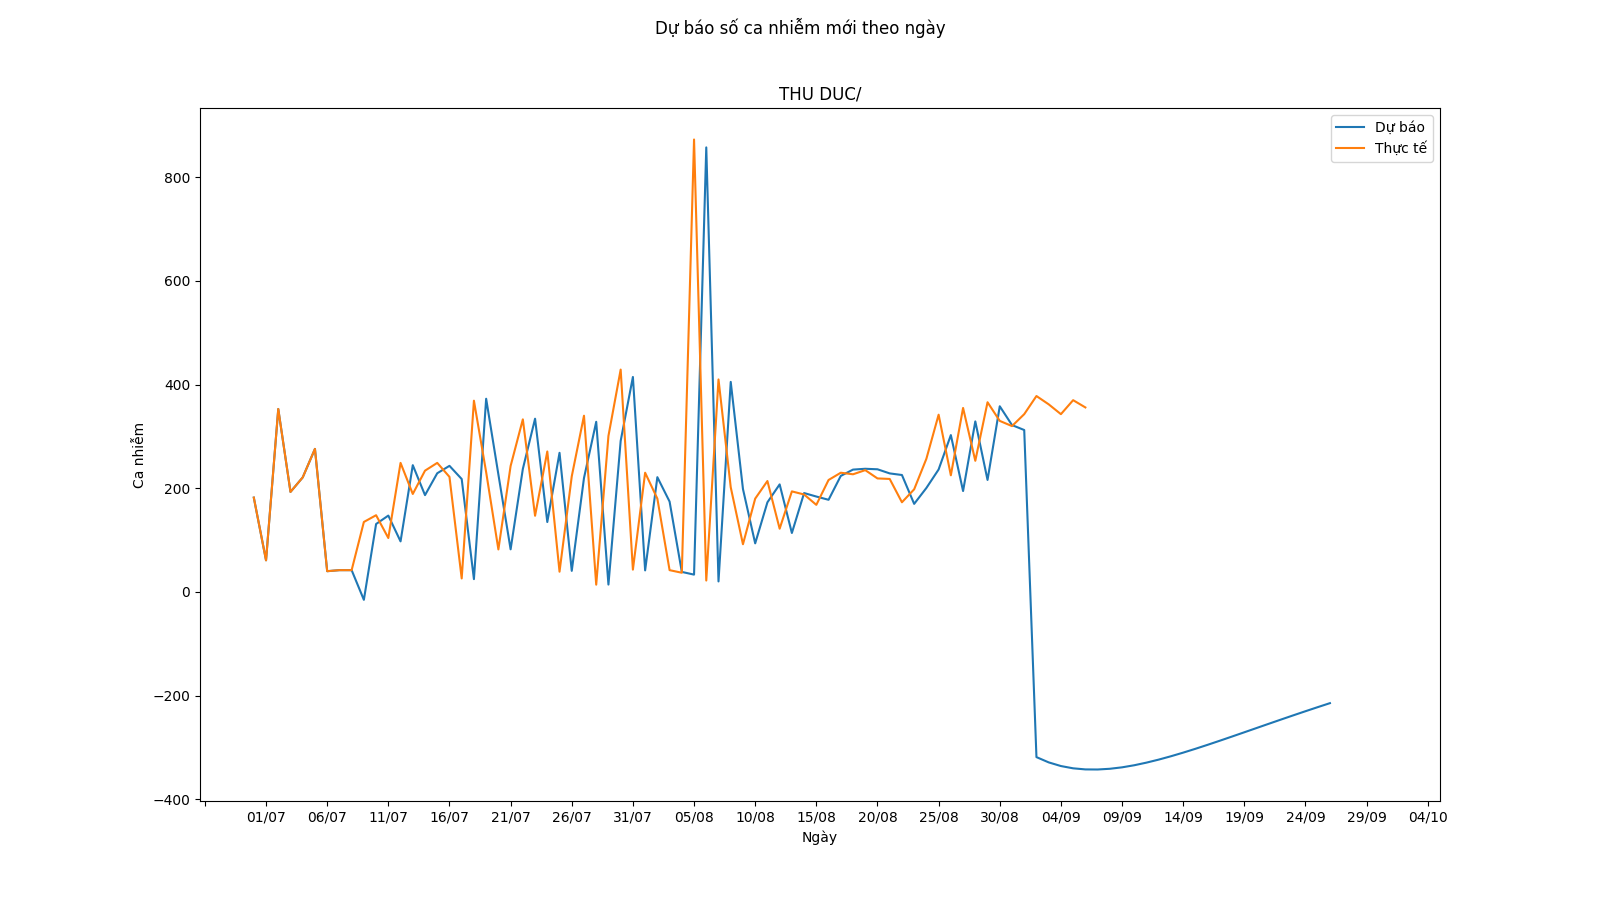 Dự báo số ca nhiễm mới theo ngày
THU DUC/
Dự báo
Thực tế
800
600
400
200
0
−200
−400
Ca nhiễm
01/07 06/07 11/07 16/07 21/07 26/07 31/07 05/08 10/08 15/08 20/08 25/08 30/08 04/09 09/09 14/09 19/09 24/09 29/09 04/10
Ngày